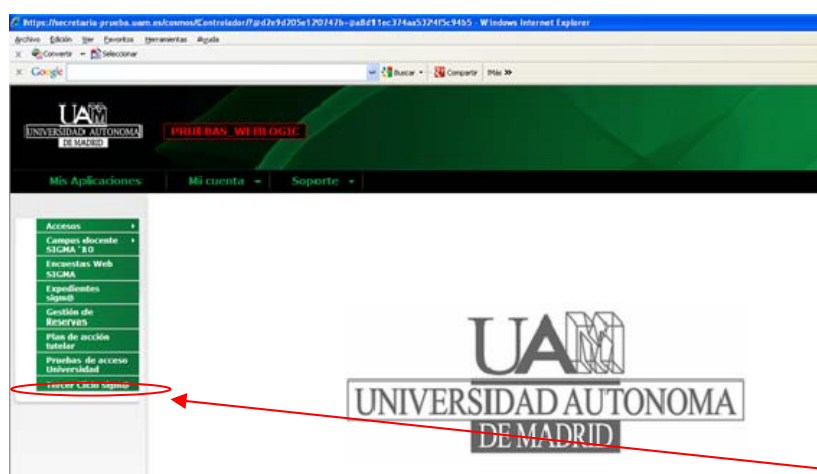 https://secretaria-prueba.uam.es/cosmos/Controlador/?@d2e9d205e120747b=@a8df11ec374aa5324f5c94b5 - Windows Internet Explorer
Archivo Edición Ver Favoritos Herramientas Ayuda
x Convertir Seleccionar
x Google Buscar Compartir Más »
UAM
UNIVERSIDAD AUTONOMA
DE MADRID
PRUEBAS_WEBLOGIC
Mis Aplicaciones Mi cuenta Soporte
Accesos
Campus docente
SIGMA '10
Encuestas Web
SIGMA
Expedientes
sigm@
Gestión de
Reservas
Plan de acción
tutelar
Pruebas de acceso
Universidad
Tercer Ciclo sigm@
UAM
UNIVERSIDAD AUTONOMA
DE MADRID